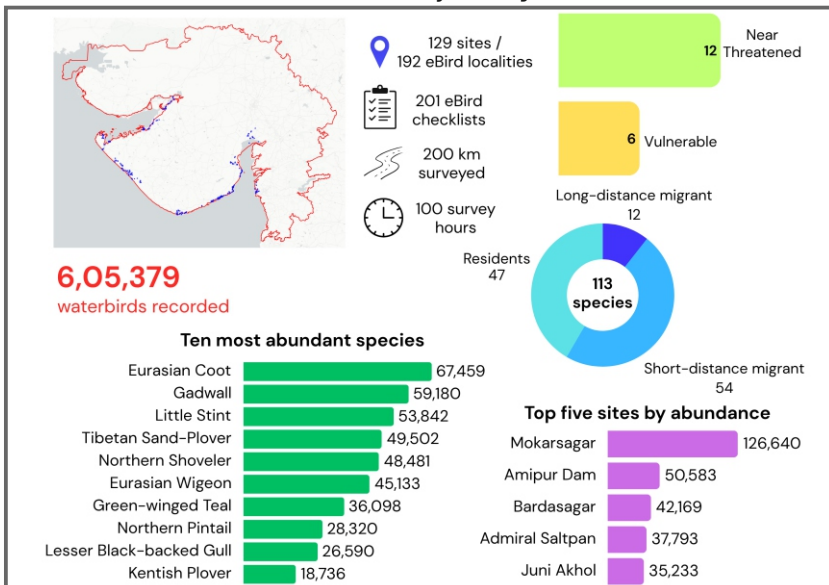 129 sites /
192 eBird localities
201 eBird
checklists
200 km
surveyed
100 survey
hours
12
Near
Threatened
6
Vulnerable
Long-distance migrant
12
Residents
47
113
species
Short-distance migrant
54
6,05,379
waterbirds recorded
Ten most abundant species
Eurasian Coot 67,459
Gadwall 59,180
Little Stint 53,842
Tibetan Sand-Plover 49,502
Northern Shoveler 48,481
Eurasian Wigeon 45,133
Green-winged Teal 36,098
Northern Pintail 28,320
Lesser Black-backed Gull 26,590
Kentish Plover 18,736
Top five sites by abundance
Mokarsagar 126,640
Amipur Dam 50,583
Bardasagar 42,169
Admiral Saltpan 37,793
Juni Akhol 35,233